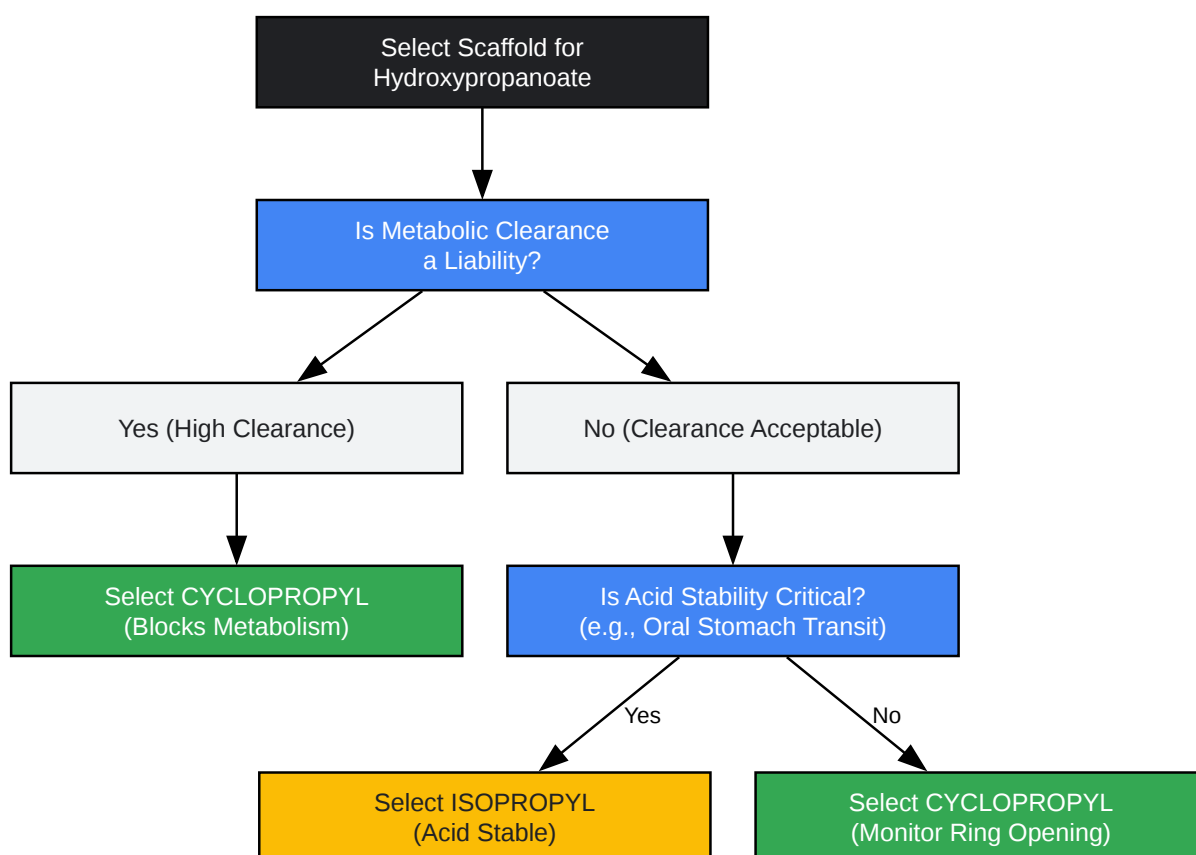 Select Scaffold for
Hydroxypropanoate
Is Metabolic Clearance
a Liability?
Yes (High Clearance)
No (Clearance Acceptable)
Select CYCLOPROPYL
(Blocks Metabolism)
Is Acid Stability Critical?
(e.g., Oral Stomach Transit)
Yes
No
Select ISOPROPYL
(Acid Stable)
Select CYCLOPROPYL
(Monitor Ring Opening)